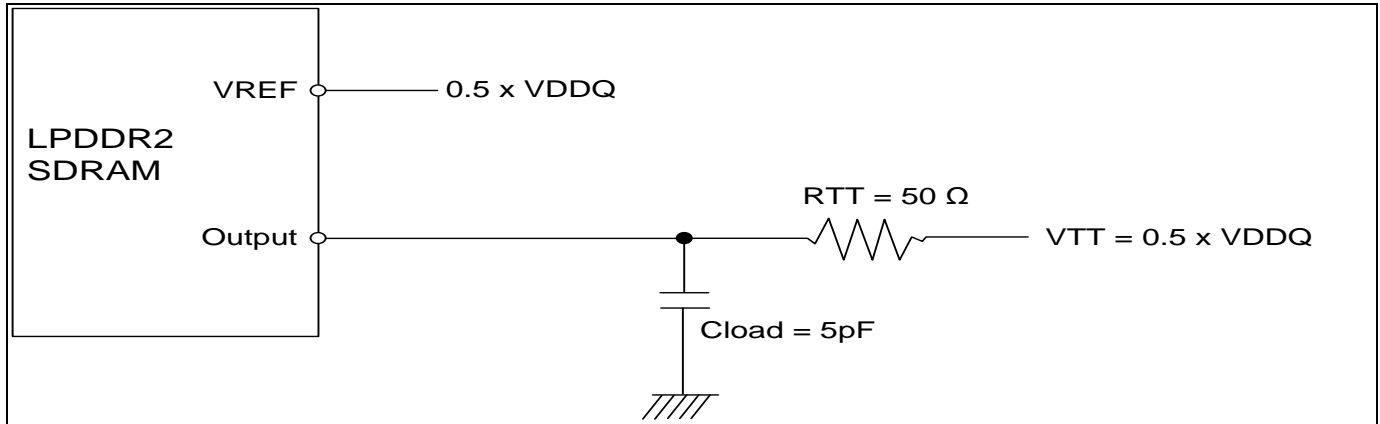 VREF
0.5 x VDDQ
LPDDR2
SDRAM
RTT = 50 Ω
Output
VTT = 0.5 x VDDQ
Cload = 5pF